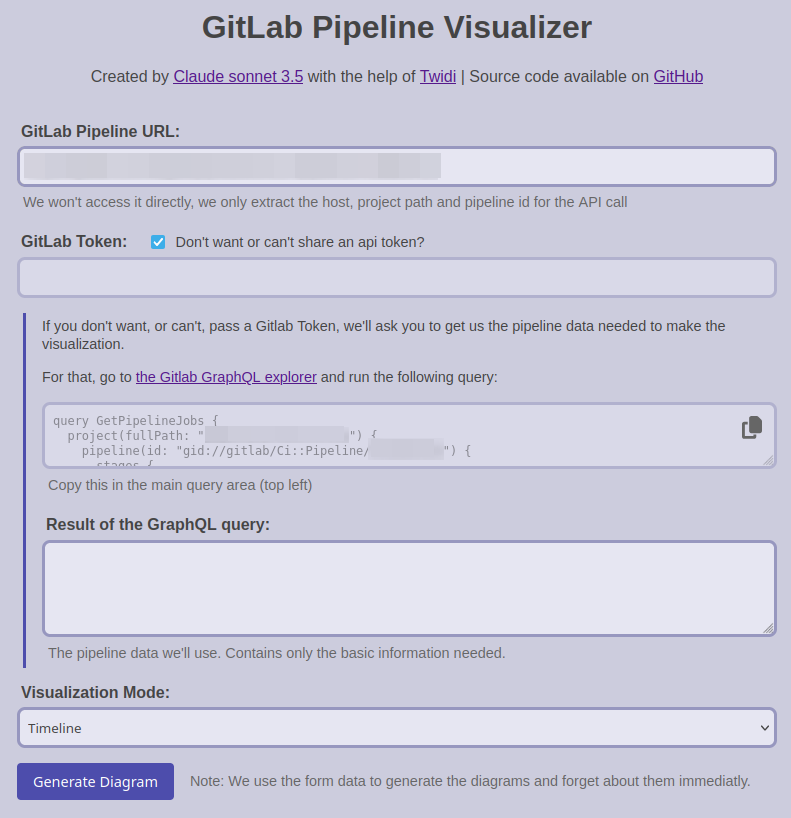 GitLab Pipeline Visualizer
Created by Claude sonnet 3.5 with the help of Twidi | Source code available on GitHub
GitLab Pipeline URL:
We won't access it directly, we only extract the host, project path and pipeline id for the API call
GitLab Token:
Don't want or can't share an api token?
If you don't want, or can't, pass a Gitlab Token, we'll ask you to get us the pipeline data needed to make the
visualization.
For that, go to the Gitlab GraphQL explorer and run the following query:
query GetPipelineJobs {
project(fullPath: "") {
pipeline(id: "gid://gitlab/Ci::Pipeline/") {
stages {
Copy this in the main query area (top left)
Result of the GraphQL query:
The pipeline data we'll use. Contains only the basic information needed.
Visualization Mode:
Timeline
Generate Diagram
Note: We use the form data to generate the diagrams and forget about them immediatly.